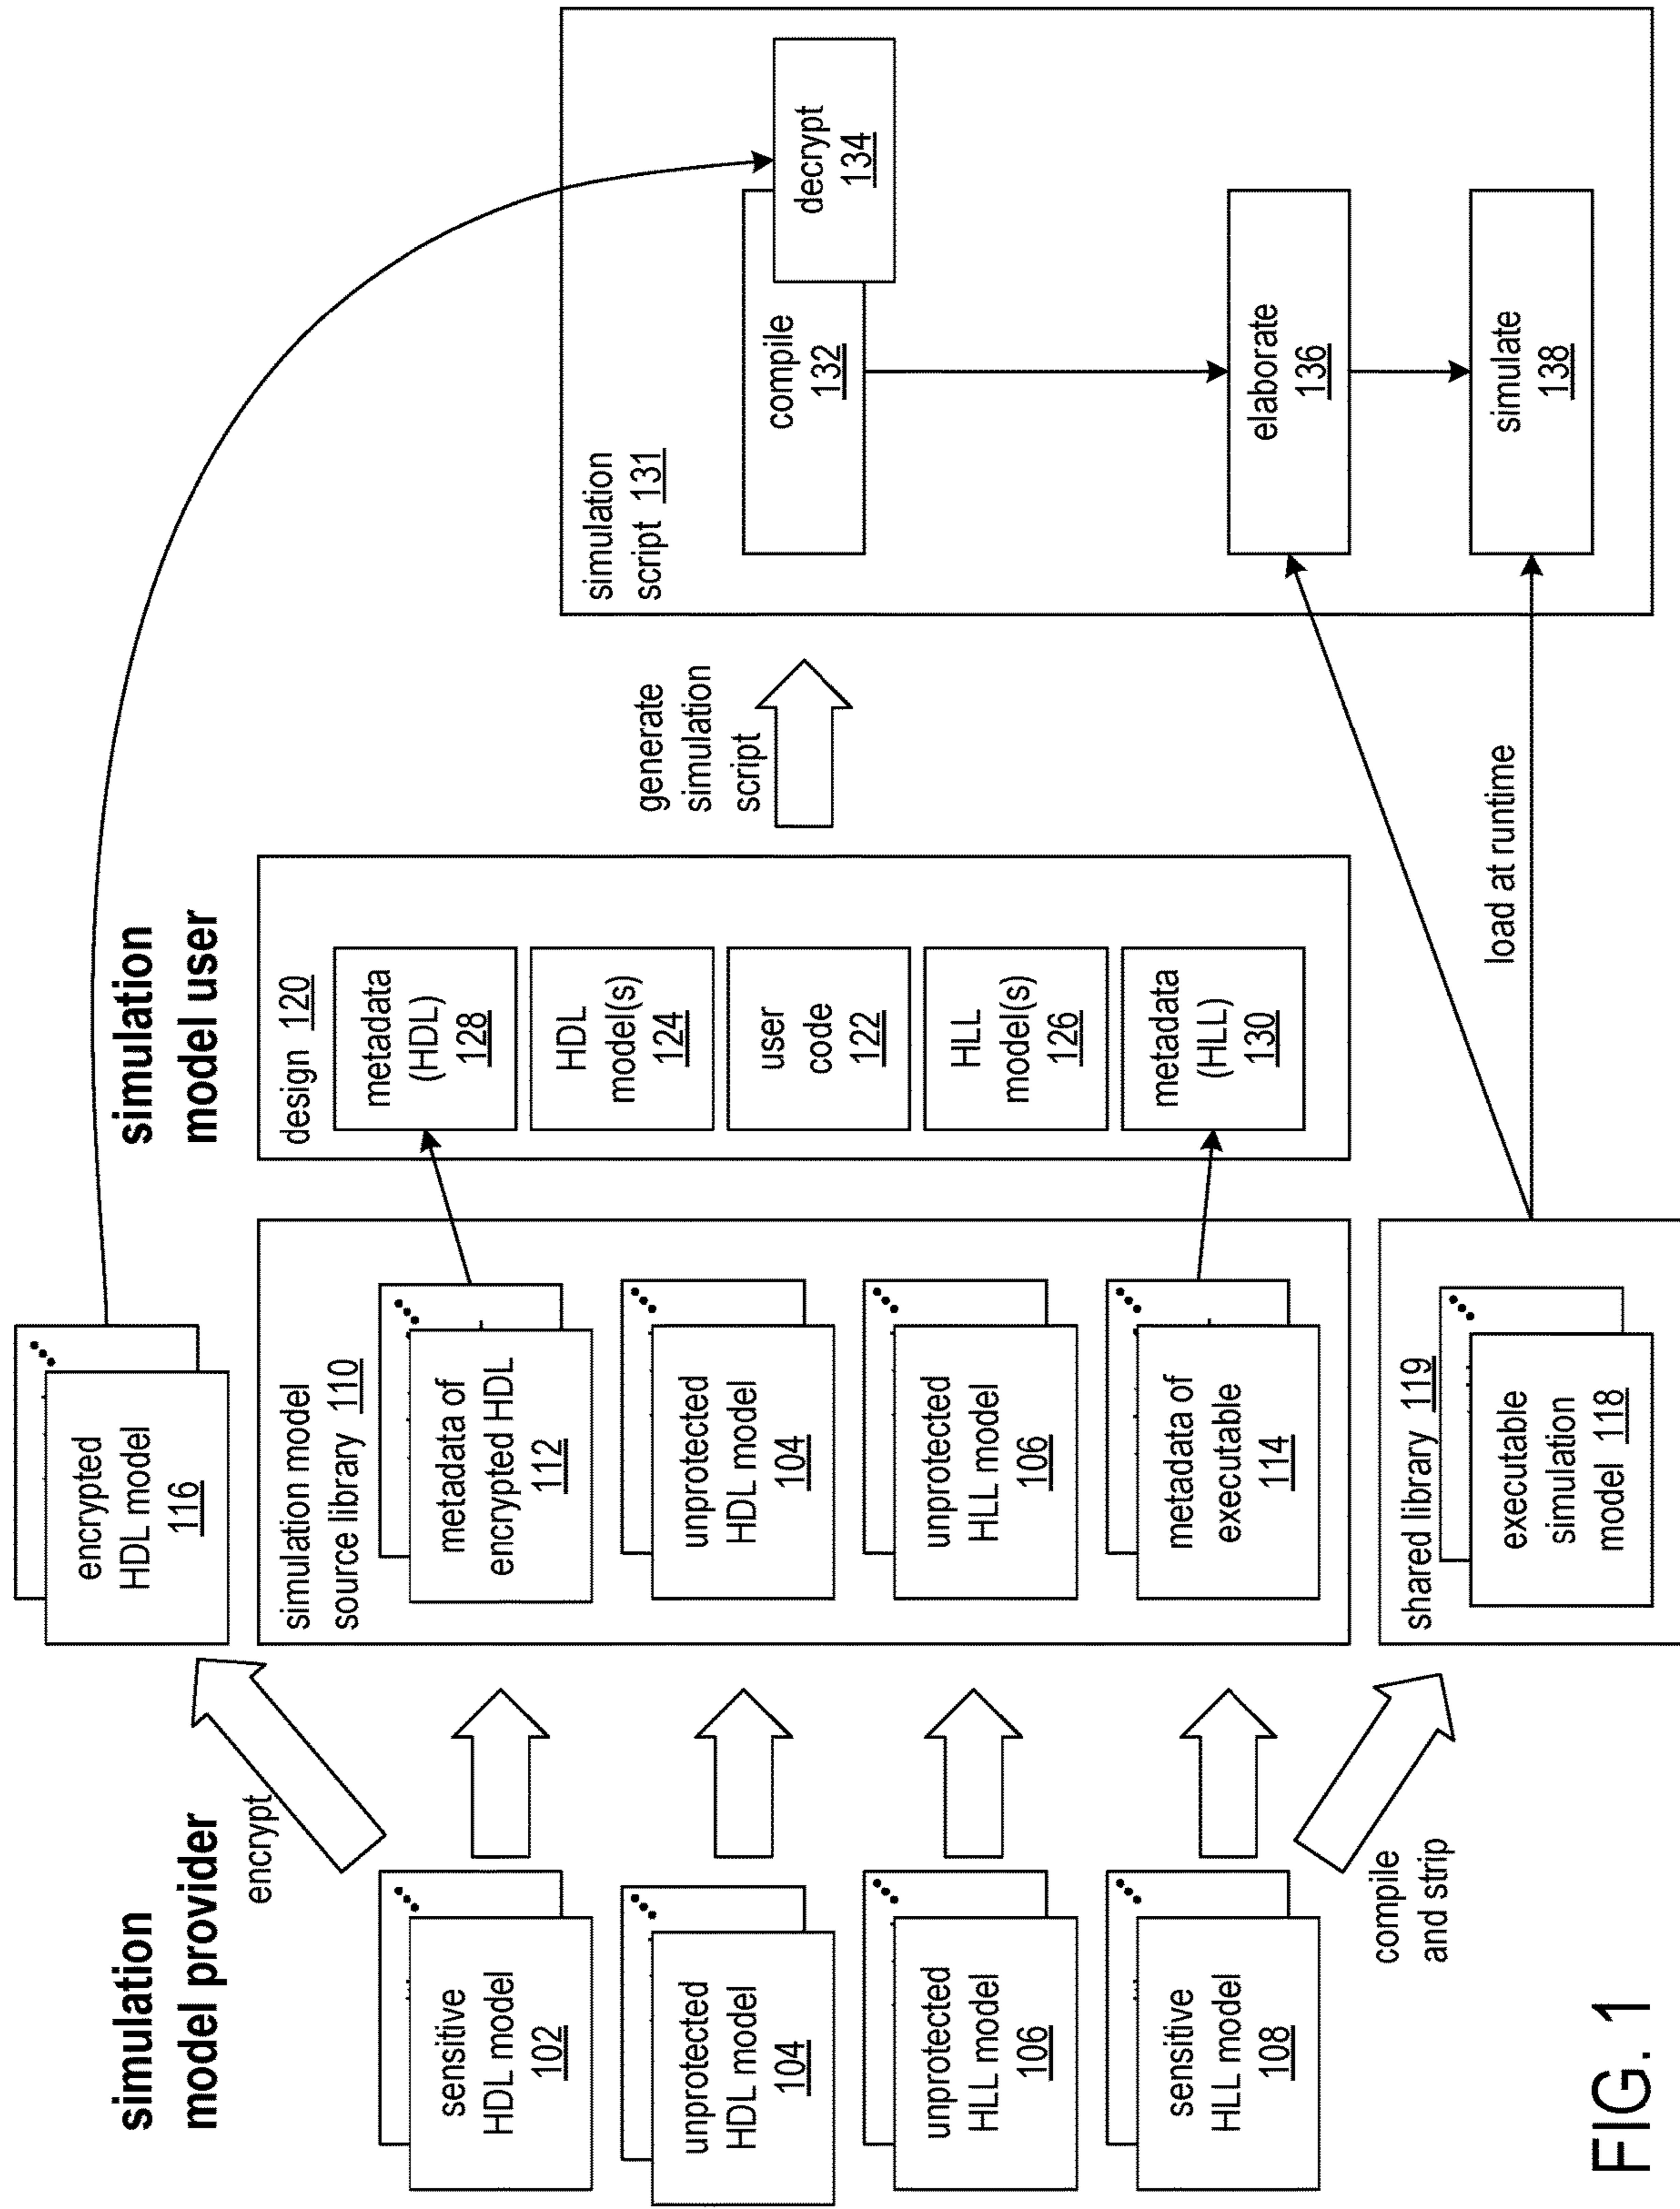 simulation
model provider
simulation
model user
encrypt
encrypted
HDL model
116
sensitive
HDL model
102
unprotected
HDL model
104
unprotected
HLL model
106
sensitive
HLL model
108
compile
and strip
simulation model
source library 110
metadata of
encrypted HDL
112
unprotected
HDL model
104
unprotected
HLL model
106
metadata of
executable
114
shared library 119
executable
simulation
model 118
design 120
metadata
(HDL)
128
HDL
model(s)
124
user
code
122
HLL
model(s)
126
metadata
(HLL)
130
generate
simulation
script
load at runtime
simulation
script 131
compile
132
decrypt
134
elaborate
136
simulate
138
FIG. 1